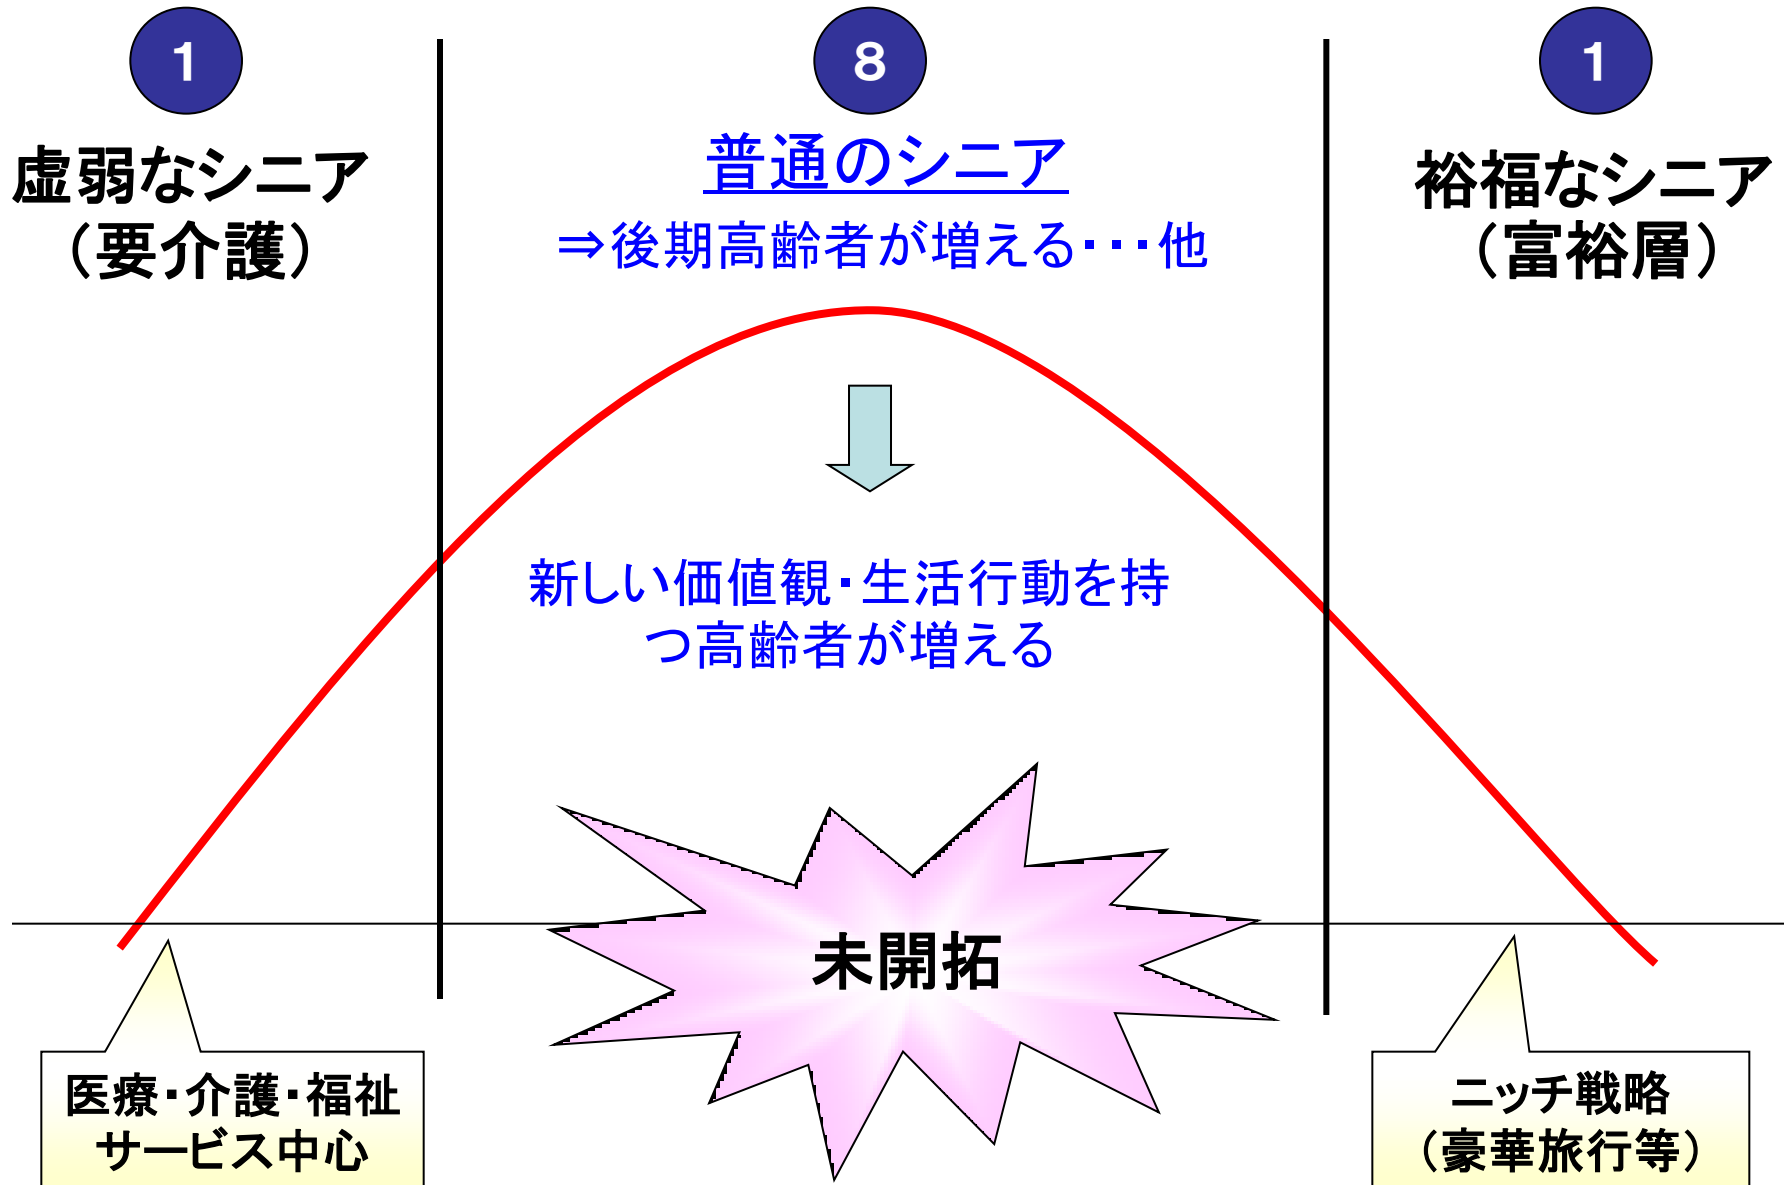 1
虚弱なシニア
（要介護）
8
普通のシニア
⇒後期高齢者が増える・・・他
1
裕福なシニア
（富裕層）
新しい価値観・生活行動を持
つ高齢者が増える
未開拓
医療・介護・福祉
サービス中心
ニッチ戦略
（豪華旅行等）